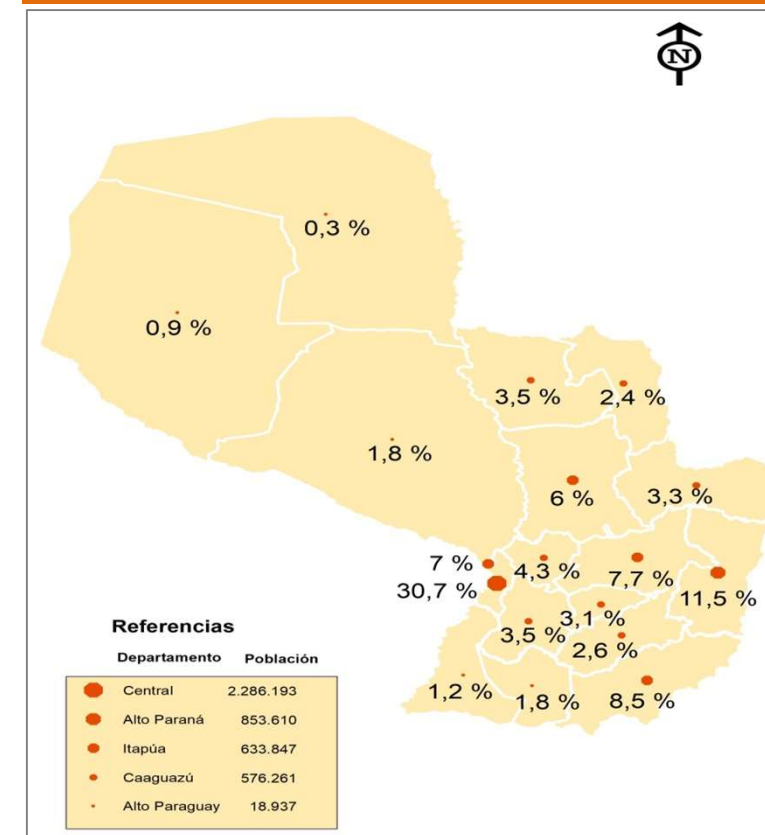 N
0,3 %
0,9 %
3,5 %
2,4 %
1,8 %
6 %
3,3 %
7 %
4,3 %
7,7 %
11,5 %
30,7 %
3,1 %
3,5 %
2,6 %
1,2 %
1,8 %
8,5 %
Referencias
Departamento Población
Central 2.286.193
Alto Paraná 853.610
Itapúa 633.847
Caaguazú 576.261
Alto Paraguay 18.937